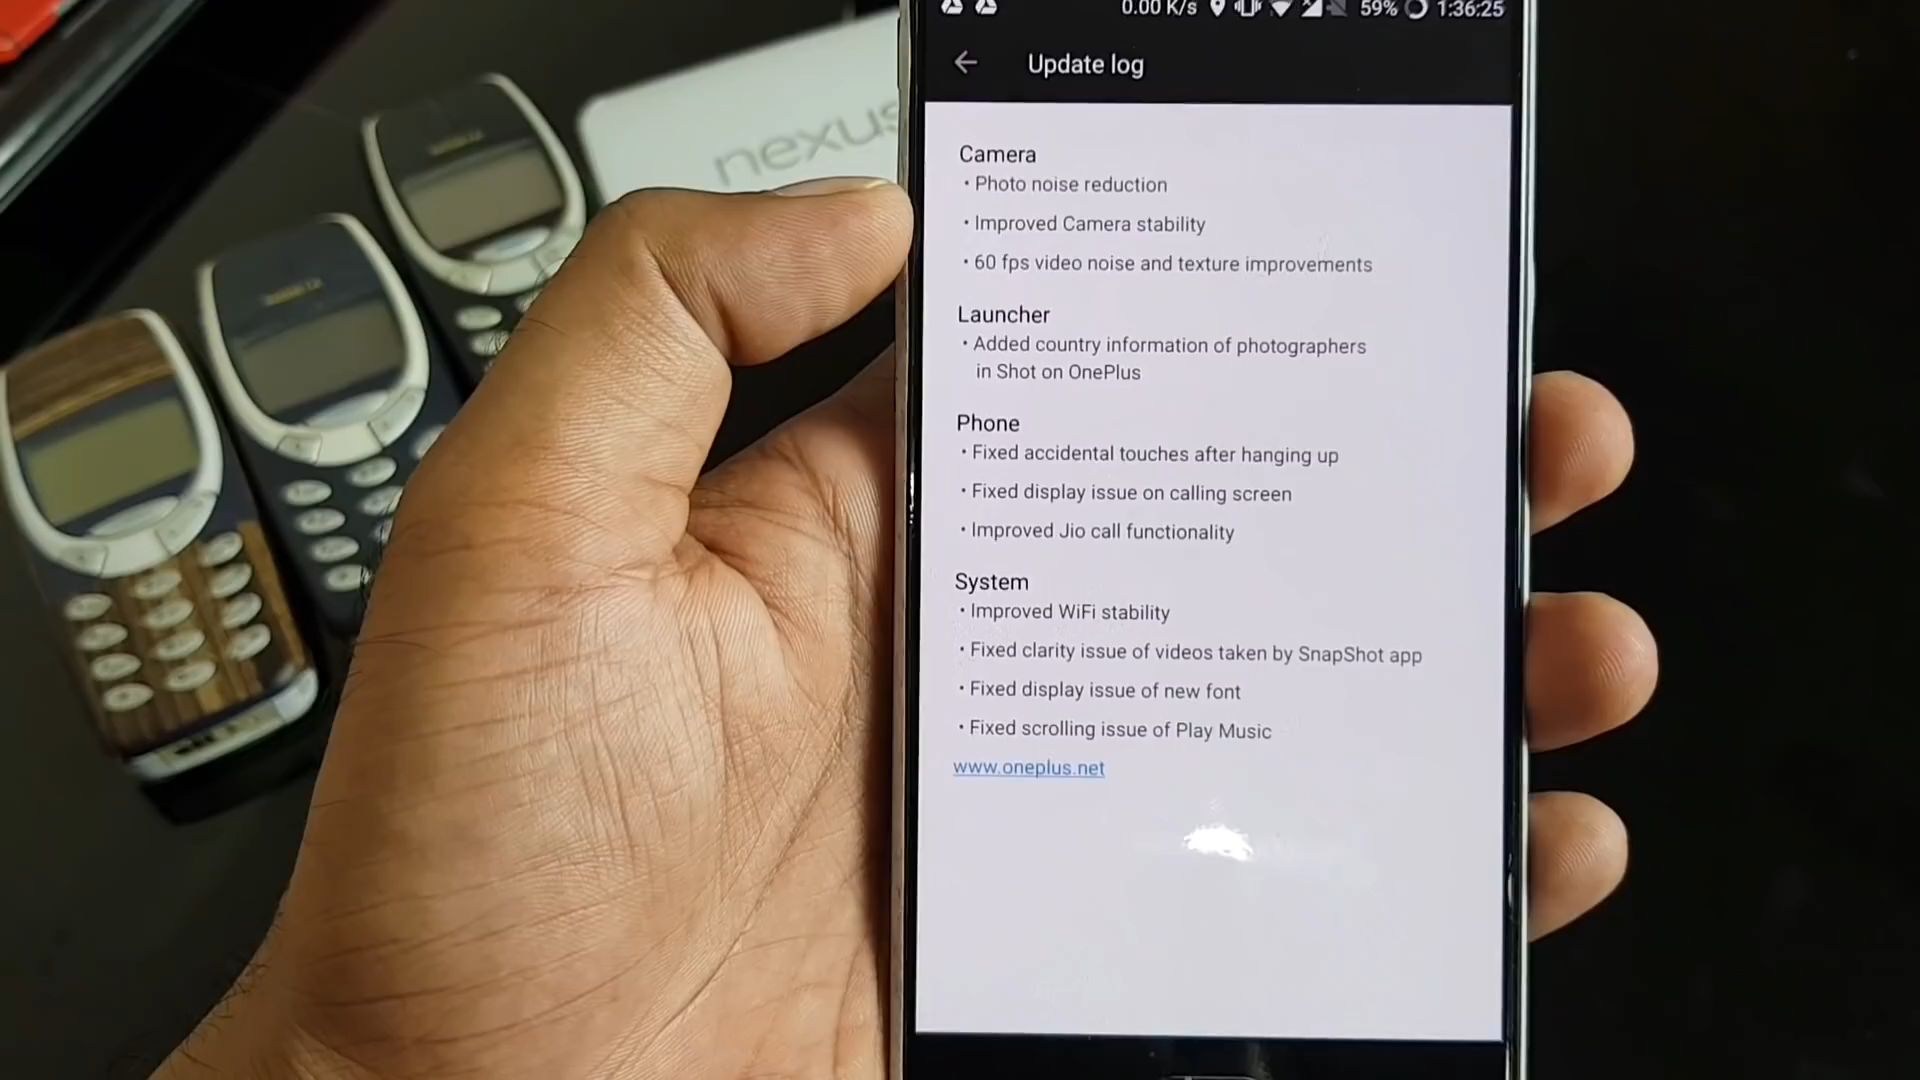 nexus
0.00 K/s 59% 1:36:25
Update log
Camera
• Photo noise reduction
• Improved Camera stability
• 60 fps video noise and texture improvements
Launcher
• Added country information of photographers
in Shot on OnePlus
Phone
• Fixed accidental touches after hanging up
• Fixed display issue on calling screen
• Improved Jio call functionality
System
• Improved WiFi stability
• Fixed clarity issue of videos taken by SnapShot app
• Fixed display issue of new font
• Fixed scrolling issue of Play Music
www.oneplus.net